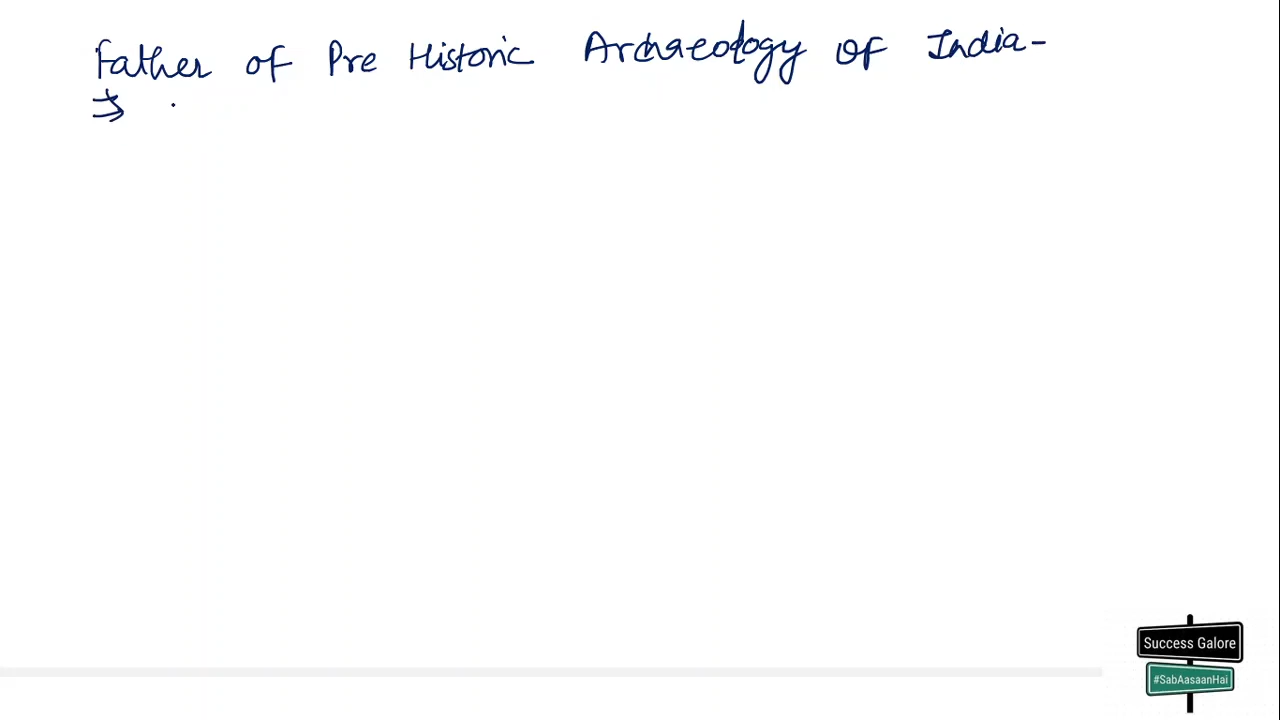 Father of Pre Historic Archaeology of India-
⇒
Success Galore
#SabAasaanHai